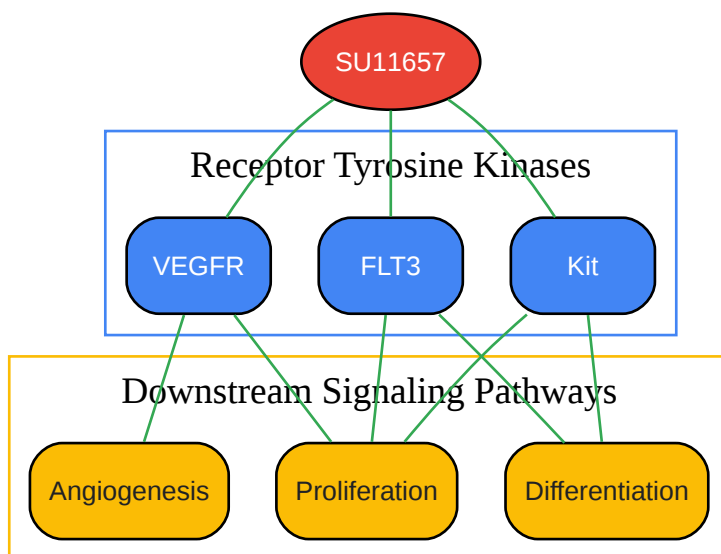 SU11657
Receptor Tyrosine Kinases
VEGFR
FLT3
Kit
Downstream Signaling Pathways
Angiogenesis
Proliferation
Differentiation